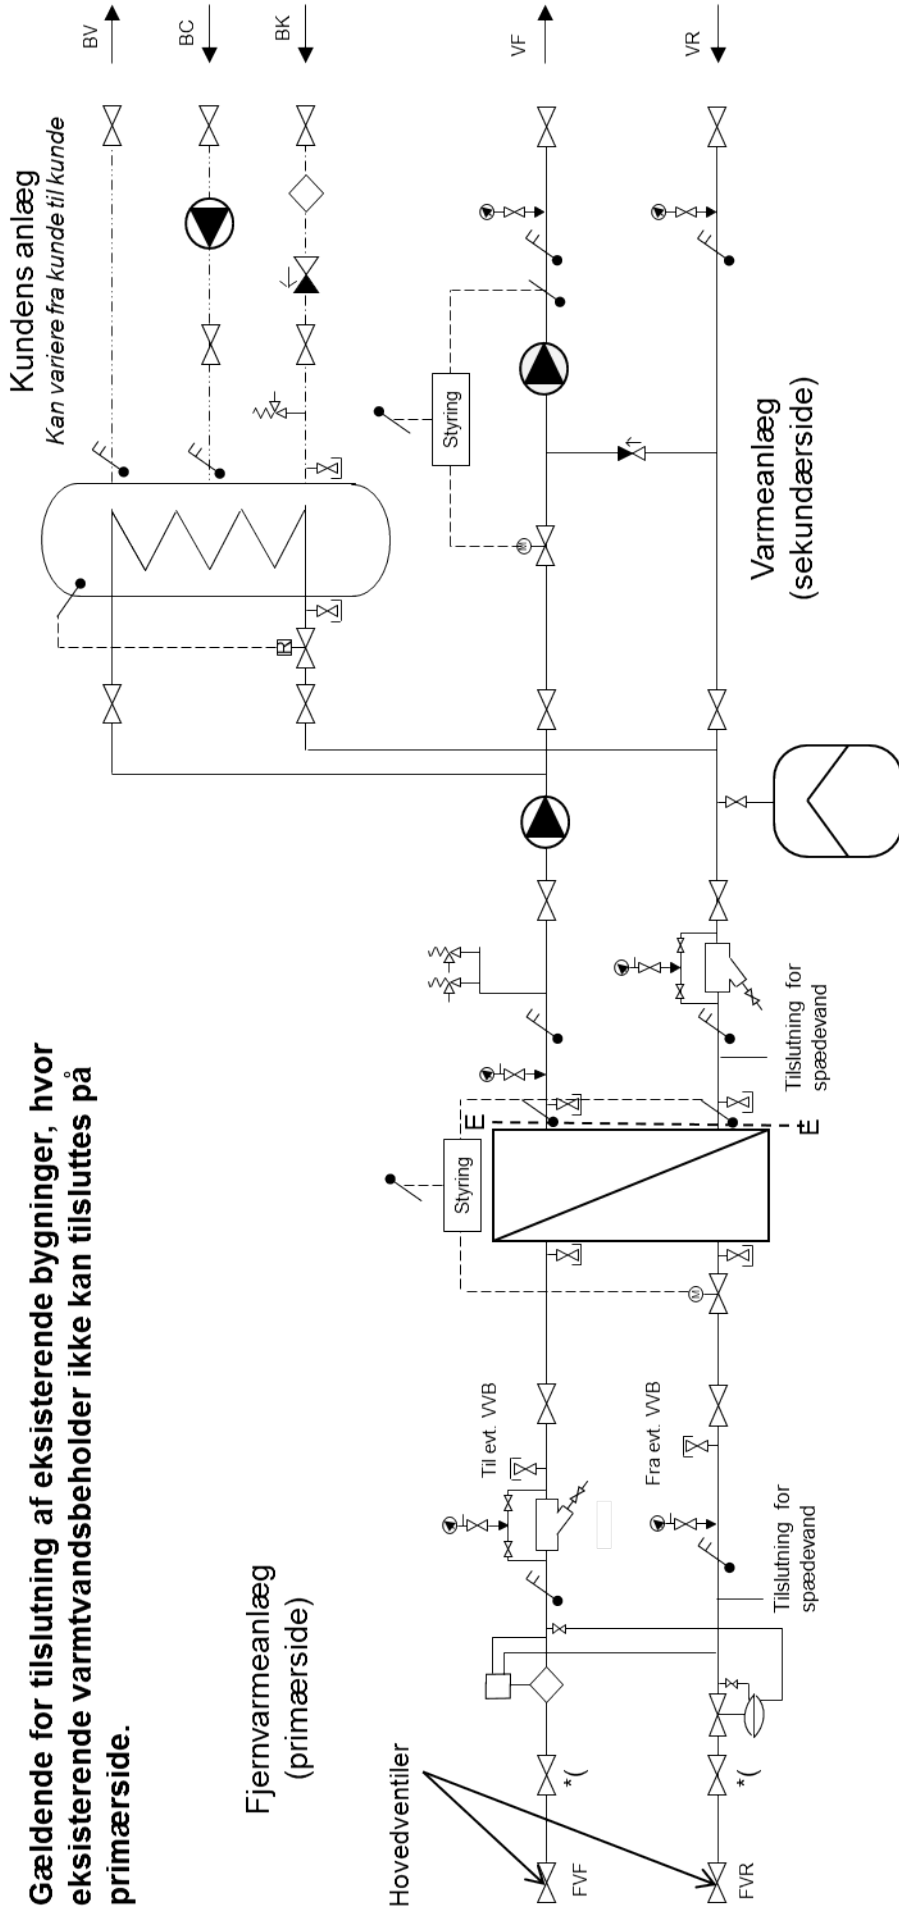 Gældende for tilslutning af eksisterende bygninger, hvor
eksisterende varmtvandsbeholder ikke kan tilsluttes på
primærside.
Kundens anlæg
Kan variere fra kunde til kunde
BV
BC
BK
VF
VR
Fjernvarmeanlæg
(primærside)
Hovedventiler
FVF
FVR
*(
*(
Til evt. VVB
Fra evt. VVB
Tilslutning for
spædevand
Styring
M
E
E
Tilslutning for
spædevand
R
Styring
M
Varmeanlæg
(sekundærside)